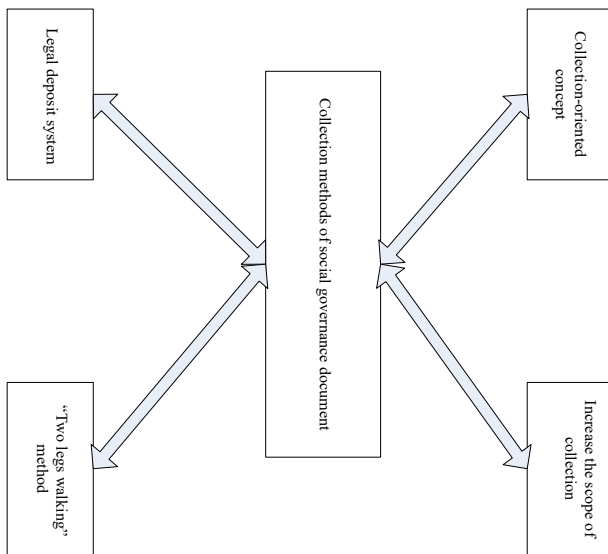 Collection-oriented
concept
Increase the scope of
collection
Collection methods of social governance document
Legal deposit system
“Two legs walking”
method